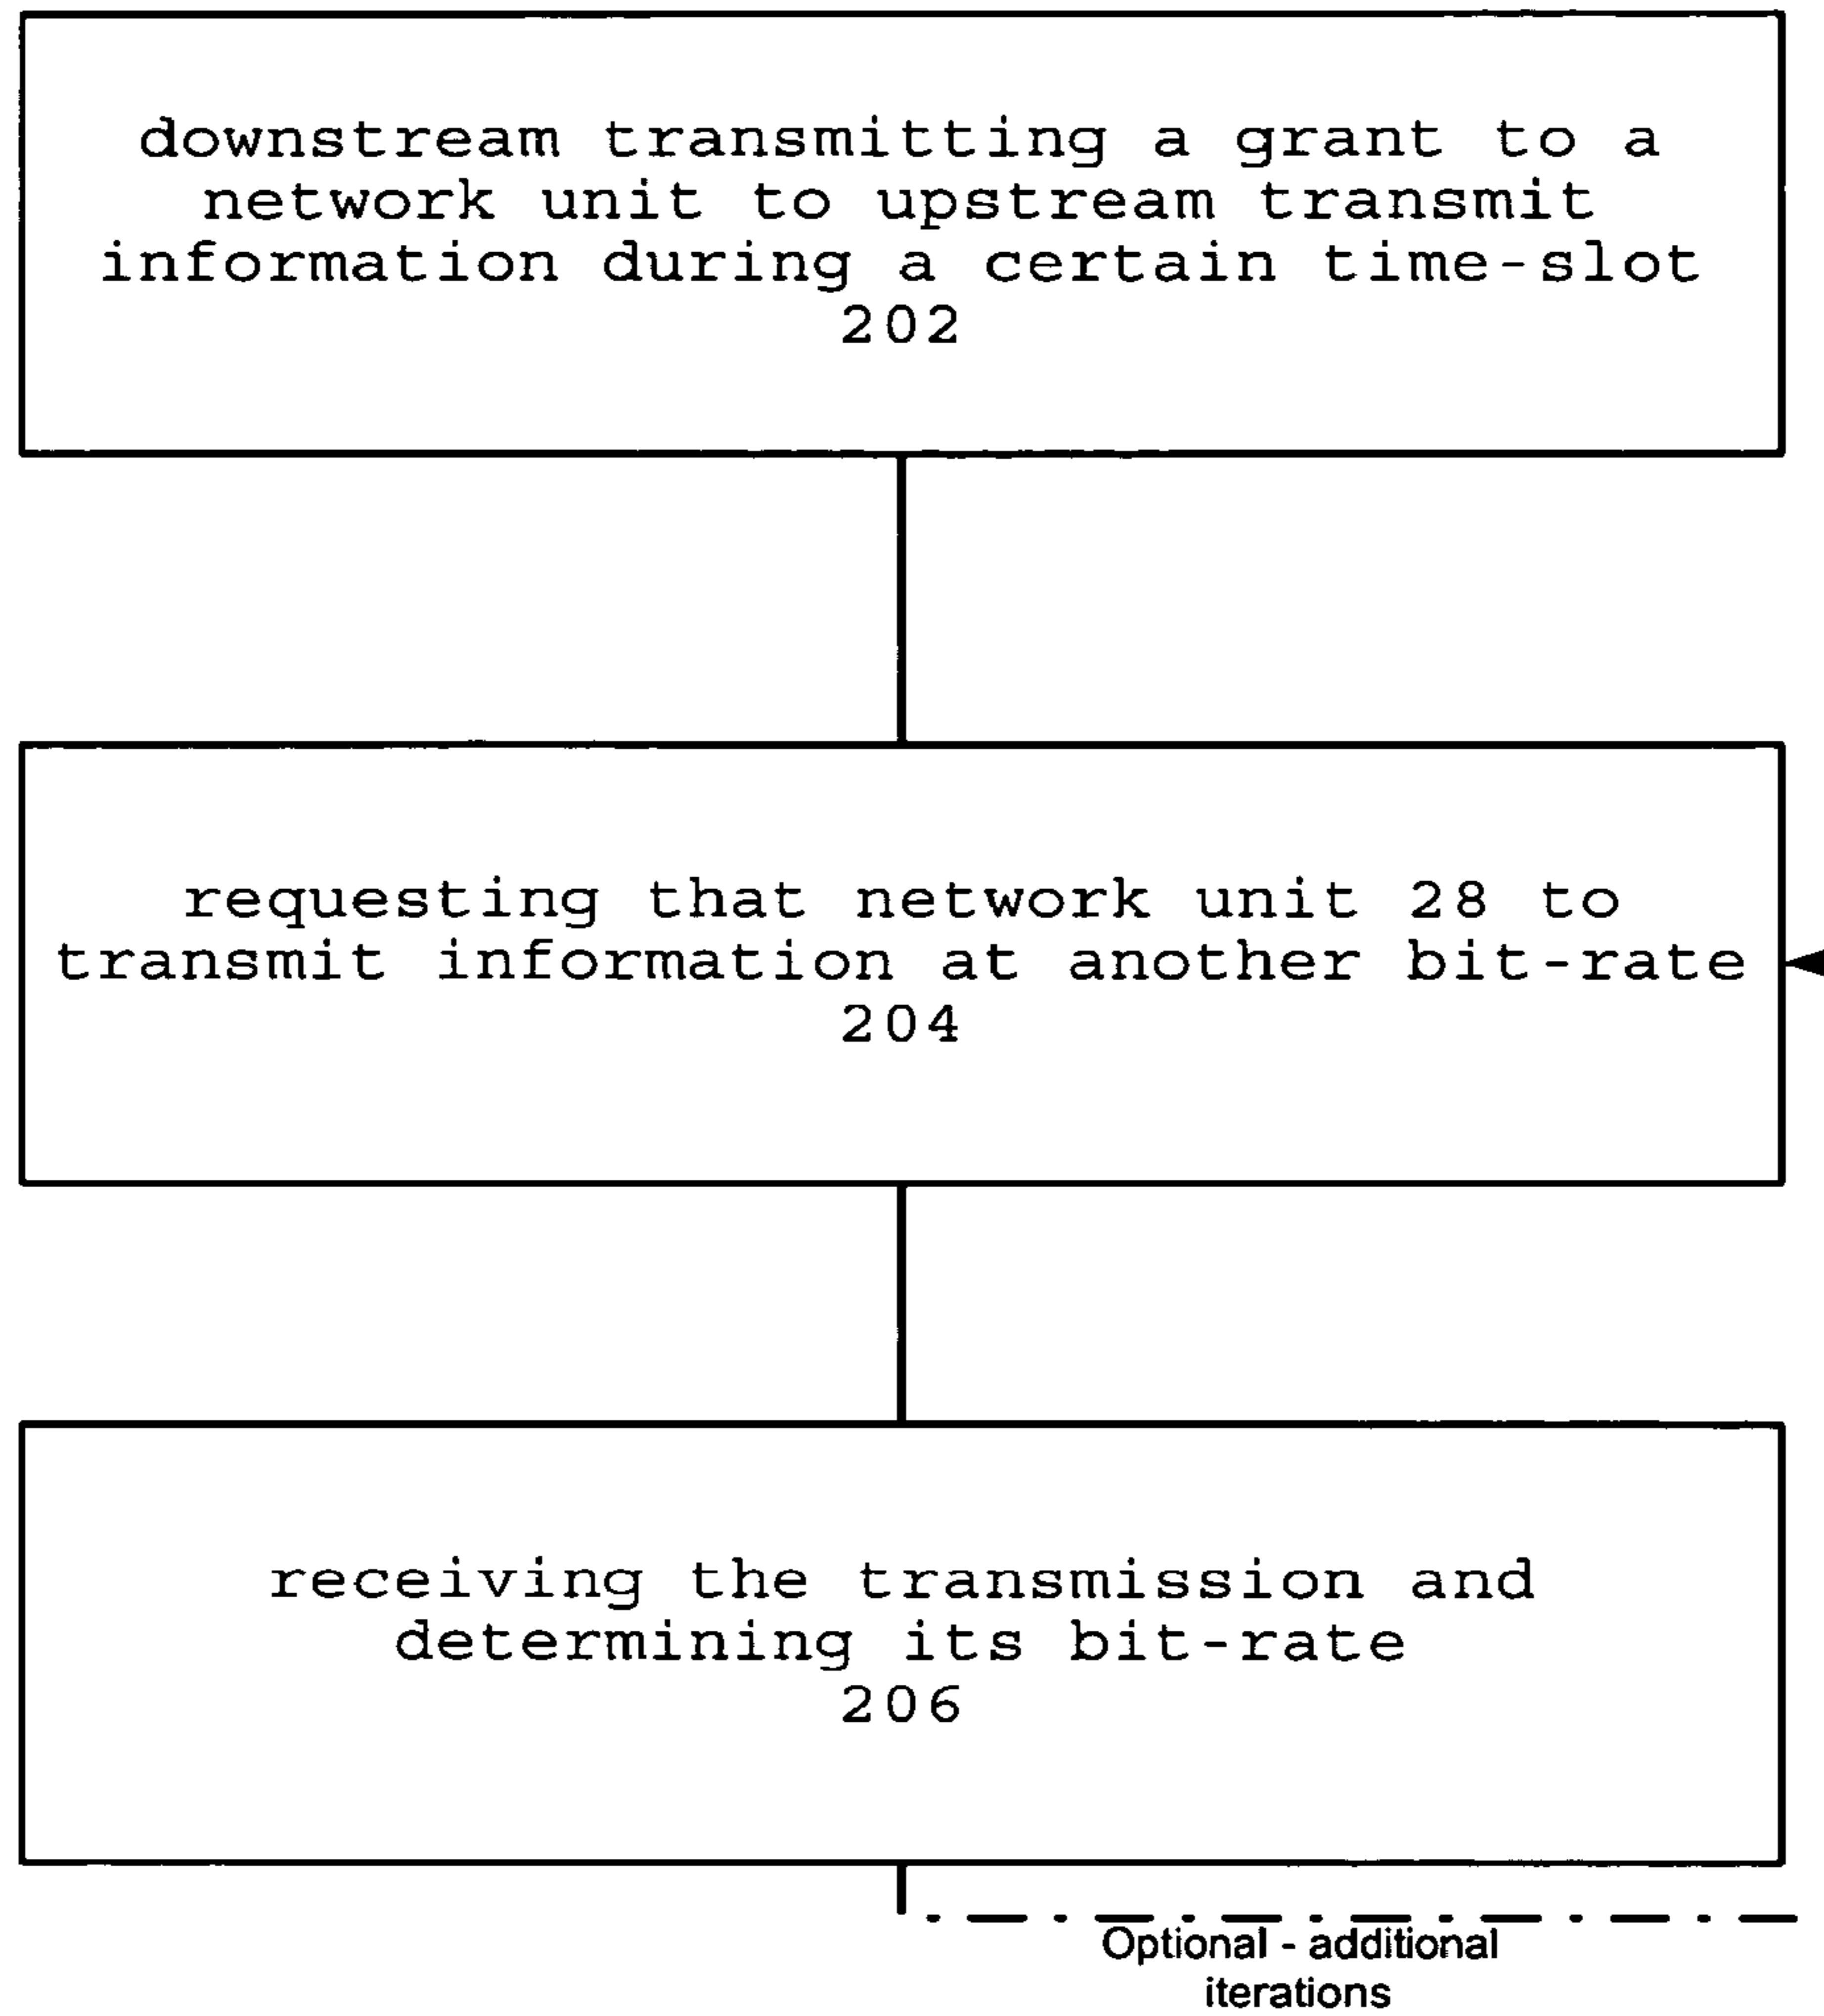 downstream transmitting a grant to a
network unit to upstream transmit
information during a certain time-slot
202
requesting that network unit 28 to
transmit information at another bit-rate
204
receiving the transmission and
determining its bit-rate
206
Optional - additional
iterations